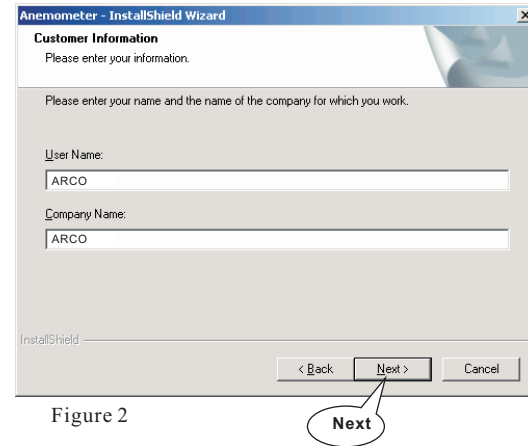 Anemometer - InstallShield Wizard
Customer Information
Please enter your information.
Please enter your name and the name of the company for which you work.
User Name:
ARCO
Company Name:
ARCO
InstallShield
< Back
Next >
Cancel
Figure 2
Next